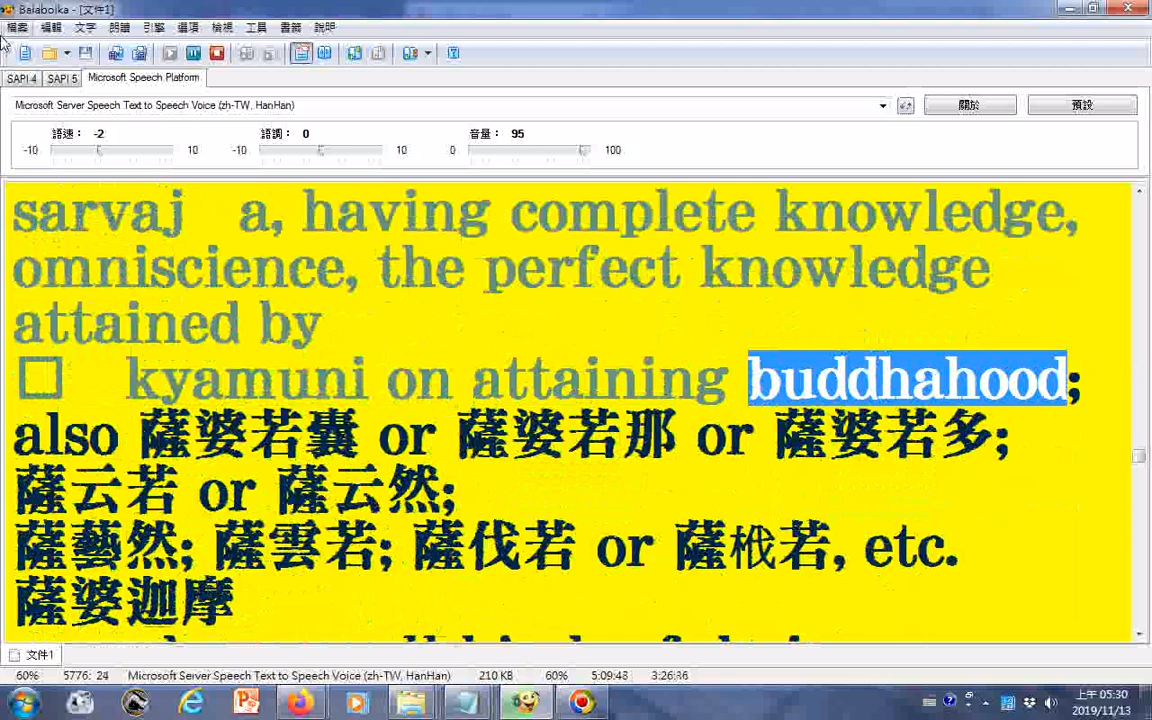 Balabolka - [文件1]
檔案 編輯 文字 朗讀 引擎 選項 檢視 工具 書籤 說明
SAPI 4 SAPI 5 Microsoft Speech Platform
Microsoft Server Speech Text to Speech Voice (zh-TW, HanHan)
關於 預設
語速： -2 語調： 0 音量： 95
-10 10 -10 10 0 100
sarvaj a, having complete knowledge,
omniscience, the perfect knowledge
attained by
□ kyamuni on attaining buddhahood;
also 薩婆若囊 or 薩婆若那 or 薩婆若多;
薩云若 or 薩云然;
薩藝然; 薩雲若; 薩伐若 or 薩栰若, etc.
薩婆迦摩
文件1
60% 5776: 24 Microsoft Server Speech Text to Speech Voice (zh-TW, HanHan) 210 KB 60% 5:09:48 3:26:36
上午 05:30
2019/11/13